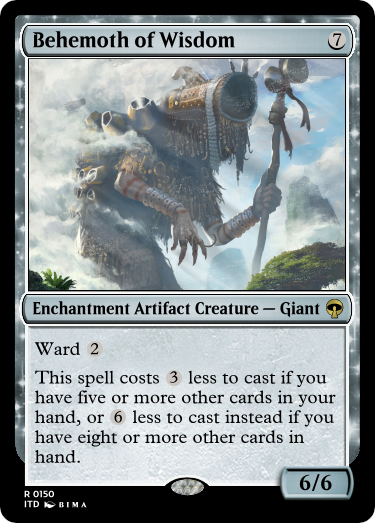 Behemoth of Wisdom 7
Enchantment Artifact Creature — Giant
Ward 2
This spell costs 3 less to cast if you
have five or more other cards in your
hand, or 6 less to cast instead if you
have eight or more other cards in
hand.
6/6
R 0150
ITD BIMA